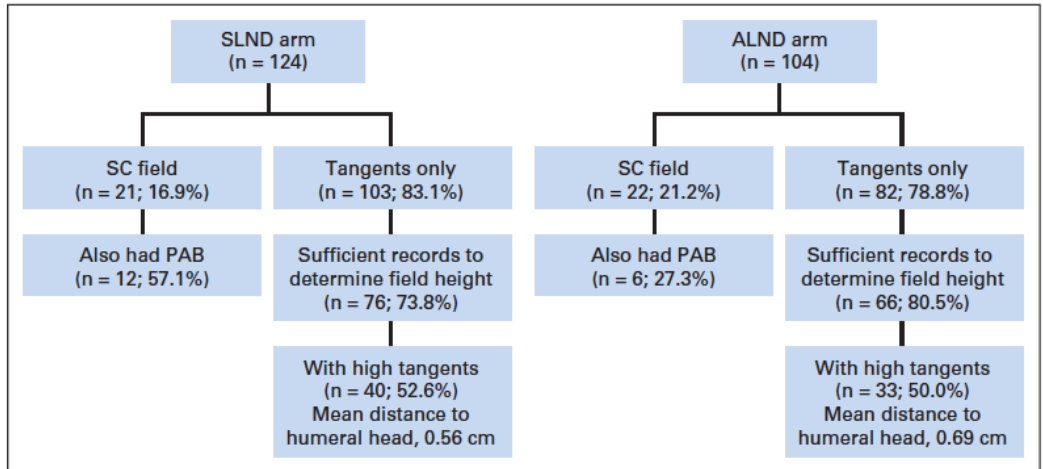 SLND arm
(n = 124)
ALND arm
(n = 104)
SC field
(n = 21; 16.9%)
Tangents only
(n = 103; 83.1%)
SC field
(n = 22; 21.2%)
Tangents only
(n = 82; 78.8%)
Also had PAB
(n = 12; 57.1%)
Sufficient records to
determine field height
(n = 76; 73.8%)
Also had PAB
(n = 6; 27.3%)
Sufficient records to
determine field height
(n = 66; 80.5%)
With high tangents
(n = 40; 52.6%)
Mean distance to
humeral head, 0.56 cm
With high tangents
(n = 33; 50.0%)
Mean distance to
humeral head, 0.69 cm